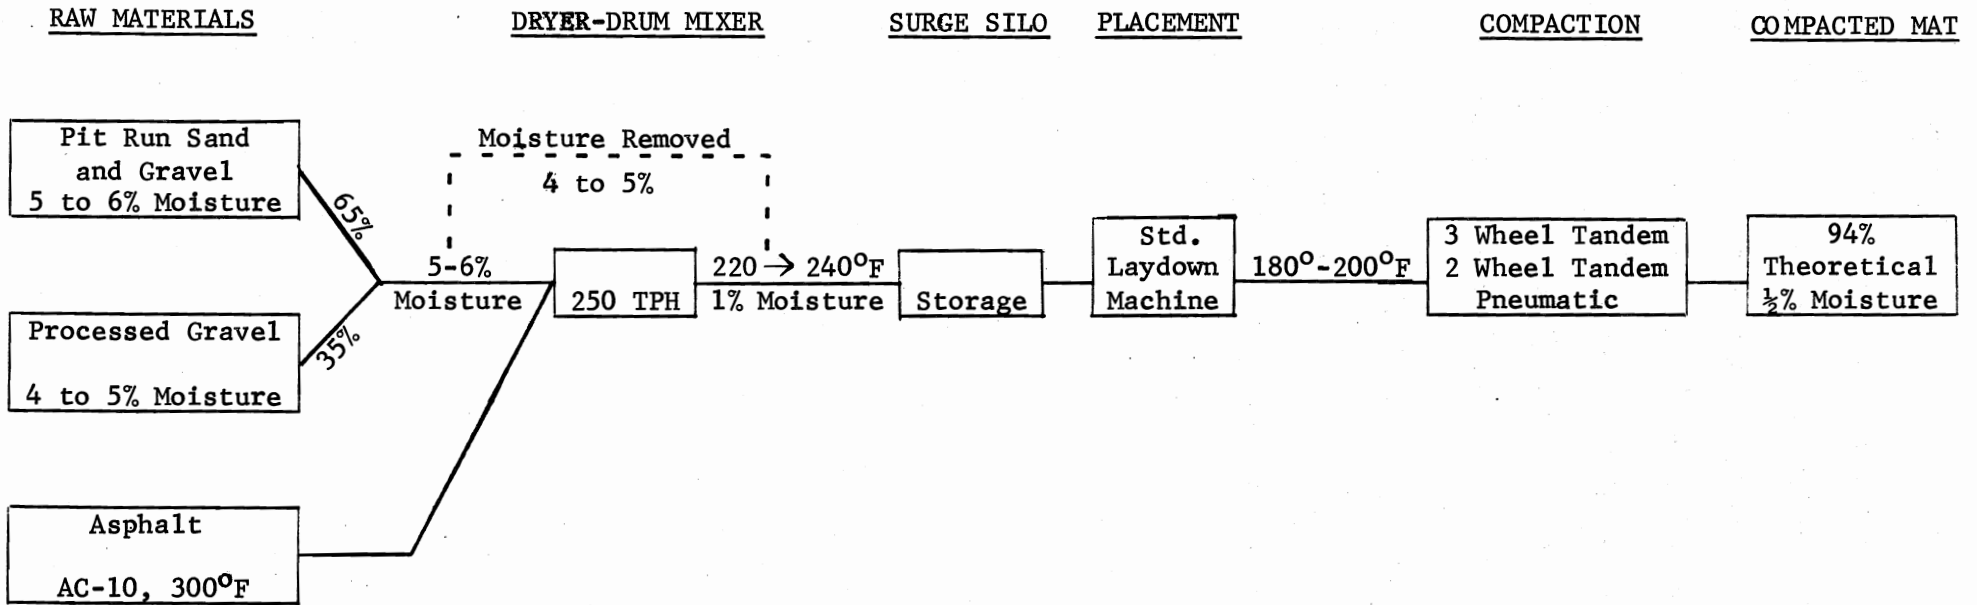 RAW MATERIALS
DRYER-DRUM MIXER
SURGE SILO
PLACEMENT
COMPACTION
COMPACTED MAT
Pit Run Sand
and Gravel
5 to 6% Moisture
65%
Processed Gravel
4 to 5% Moisture
35%
Asphalt
AC-10, 300°F
5-6%
Moisture
Moisture Removed
4 to 5%
250 TPH
220 → 240°F
1% Moisture
Storage
Std.
Laydown
Machine
180°-200°F
3 Wheel Tandem
2 Wheel Tandem
Pneumatic
94%
Theoretical
½% Moisture